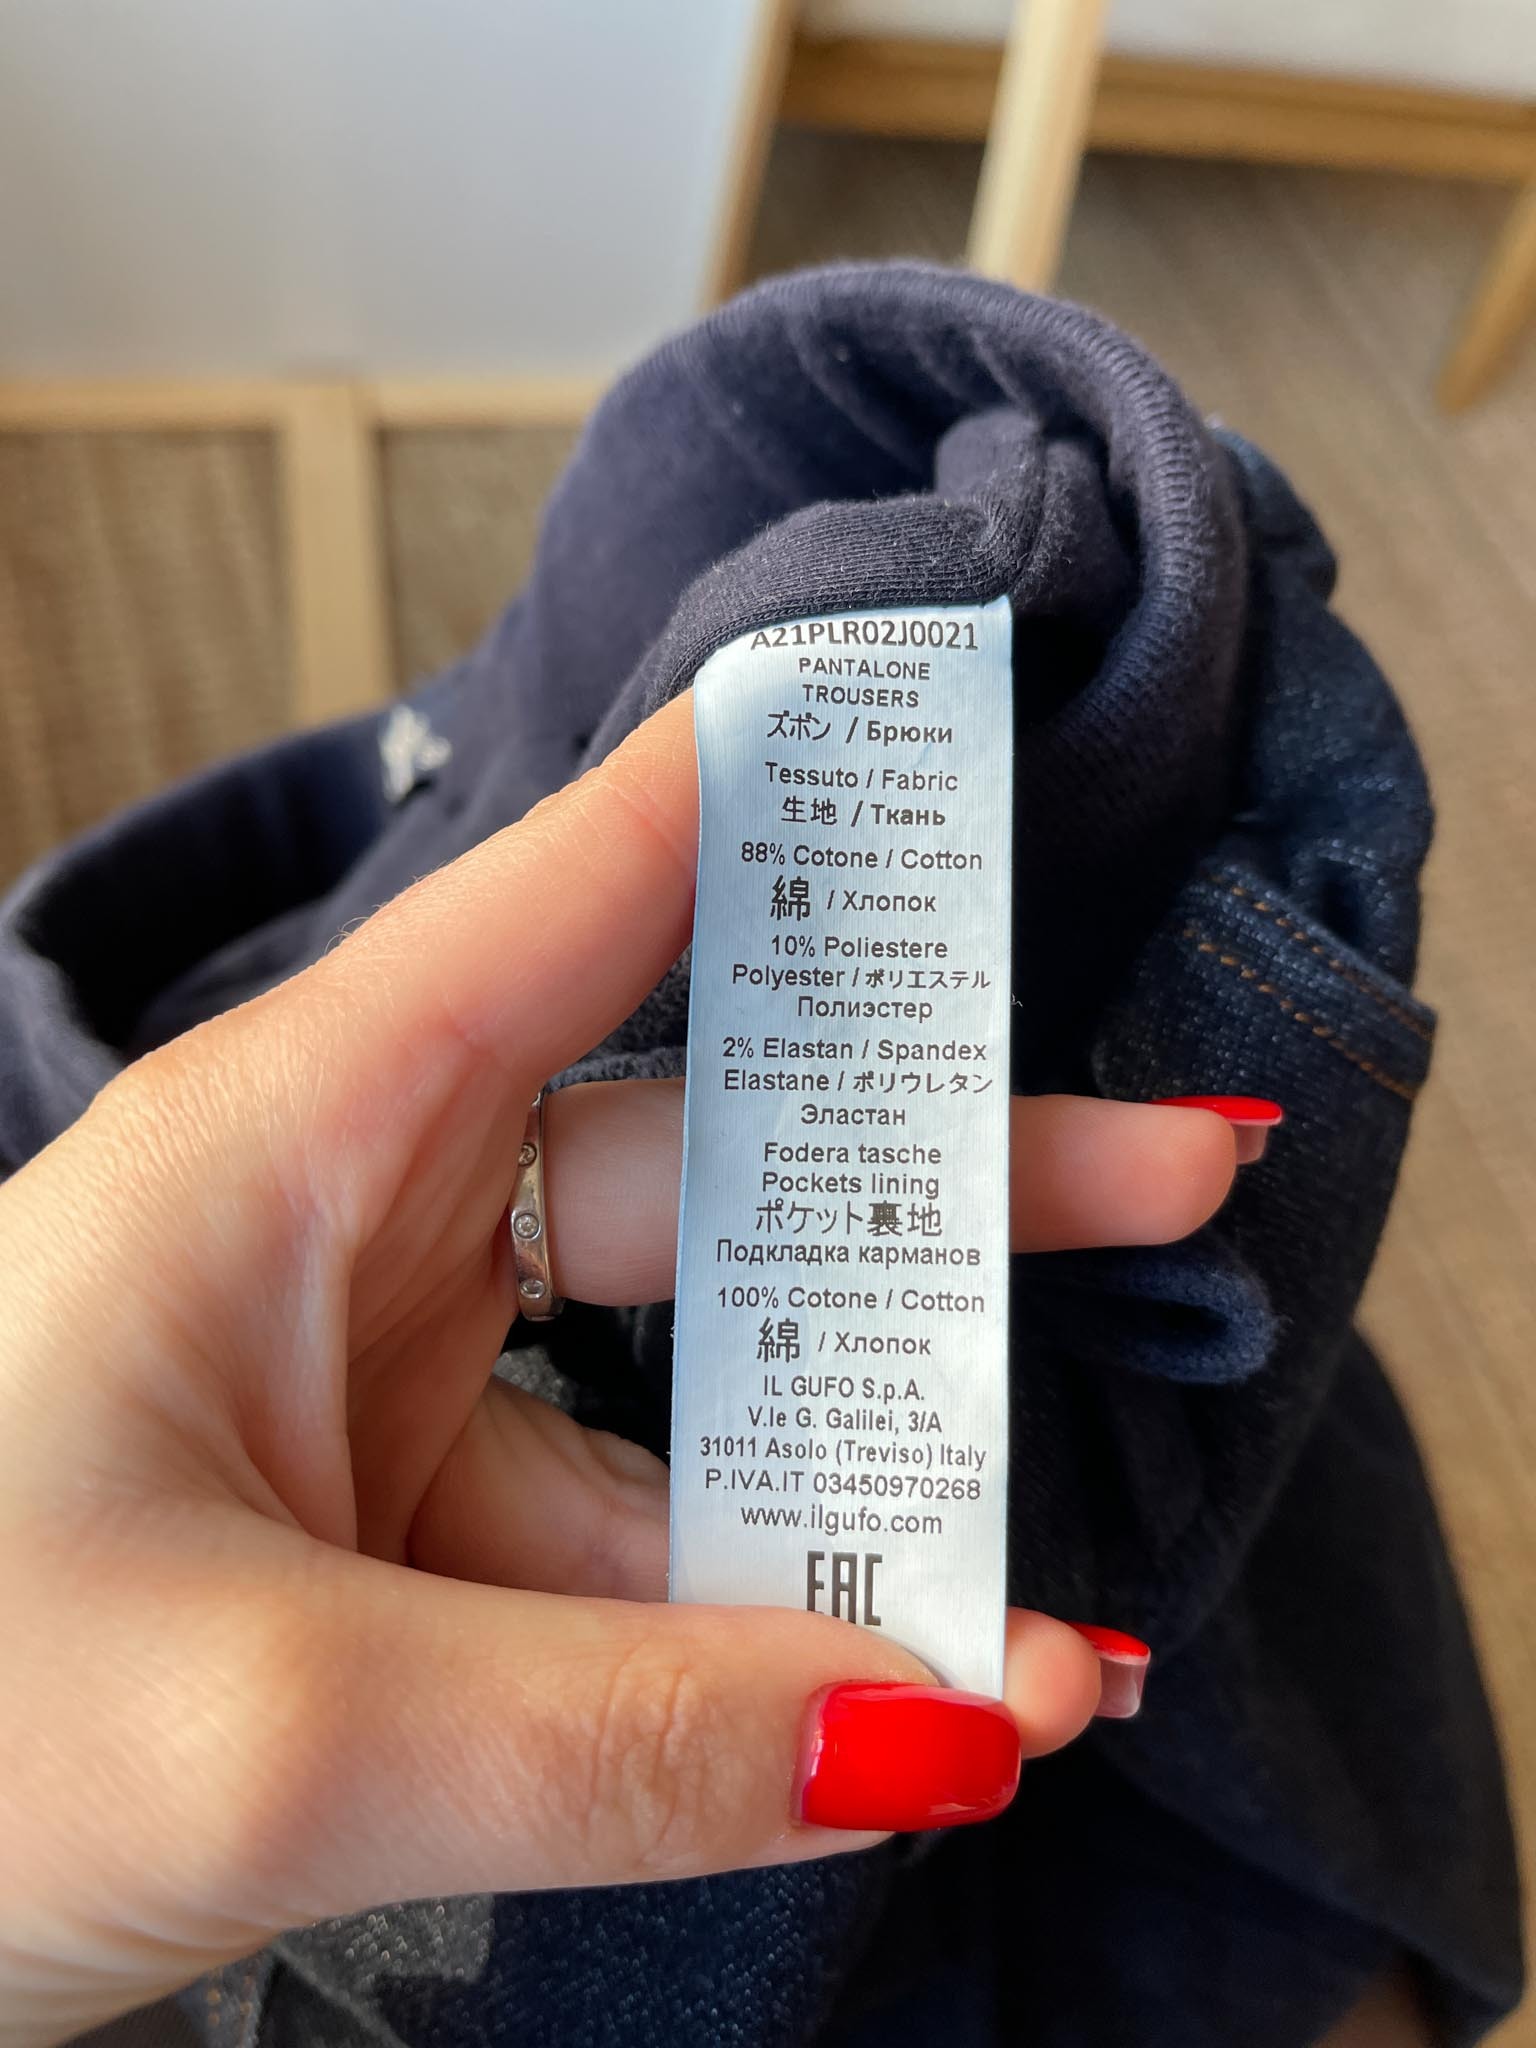 A21PLR02J0021
PANTALONE
TROUSERS
ズボン / Брюки
Tessuto / Fabric
生地 / Ткань
88% Cotone / Cotton
綿 / Хлопок
10% Poliestere
Polyester / ポリエステル
Полиэстер
2% Elastan / Spandex
Elastane / ポリウレタン
Эластан
Fodera tasche
Pockets lining
ポケット裏地
Подкладка карманов
100% Cotone / Cotton
綿 / Хлопок
IL GUFO S.p.A.
V.le G. Galilei, 3/A
31011 Asolo (Treviso) Italy
P.IVA.IT 03450970268
www.ilgufo.com
EAC